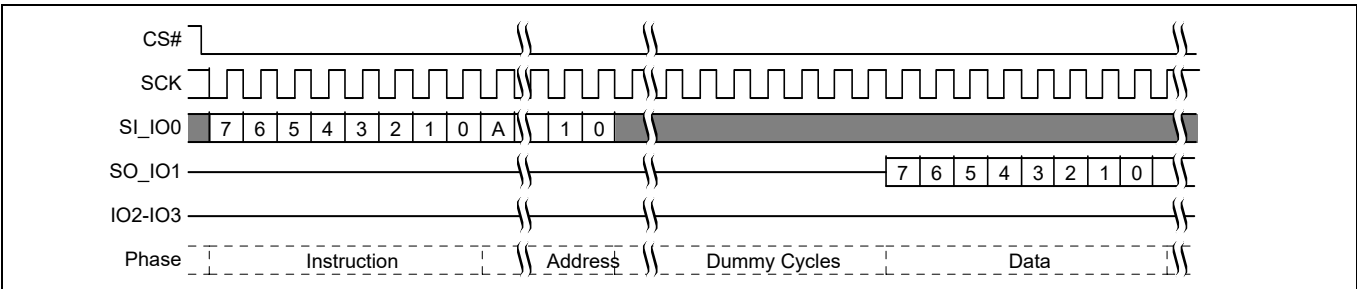 CS#
SCK
SI_IO0 7 6 5 4 3 2 1 0 A 1 0
SO_IO1 7 6 5 4 3 2 1 0
IO2-IO3
Phase Instruction Address Dummy Cycles Data